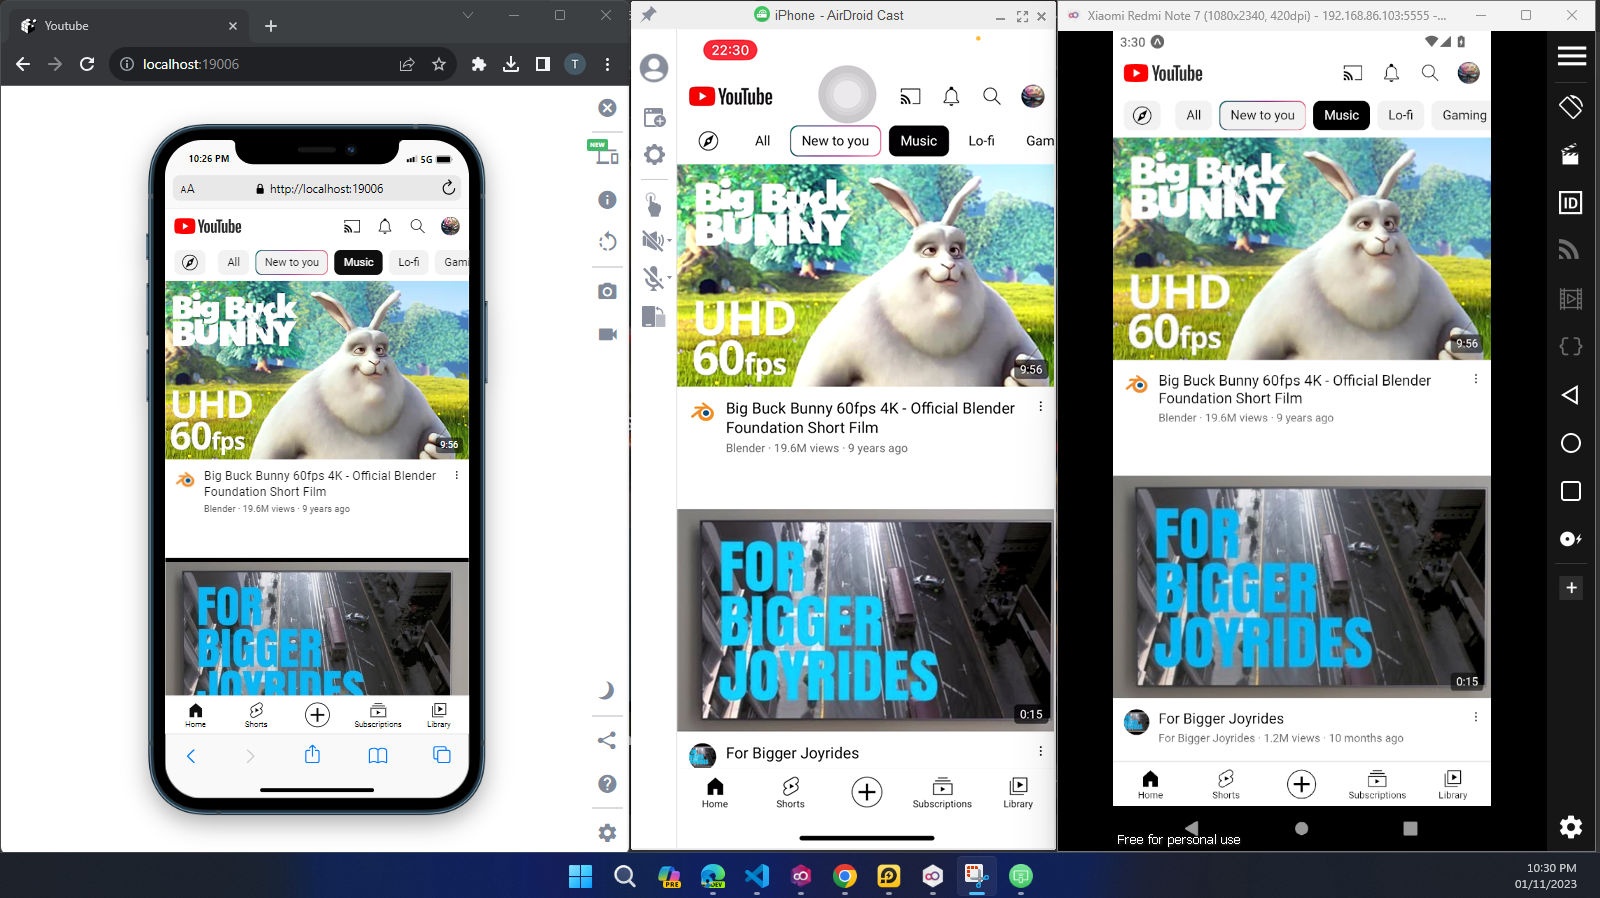 Youtube
localhost:19006
T
10:26 PM
5G
AA
http://localhost:19006
YouTube
All
New to you
Music
Lo-fi
Gami
Big Buck
BUNNY
UHD
60fps
9:56
Big Buck Bunny 60fps 4K - Official Blender
Foundation Short Film
Blender · 19.6M views · 9 years ago
FOR
BIGGER
JOYRIDES
Home
Shorts
Subscriptions
Library
NEW
iPhone - AirDroid Cast
22:30
YouTube
All
New to you
Music
Lo-fi
Gam
Big Buck
BUNNY
UHD
60fps
9:56
Big Buck Bunny 60fps 4K - Official Blender
Foundation Short Film
Blender · 19.6M views · 9 years ago
FOR
BIGGER
JOYRIDES
0:15
For Bigger Joyrides
Home
Shorts
Subscriptions
Library
Xiaomi Redmi Note 7 (1080x2340, 420dpi) - 192.168.86.103:5555 -...
3:30
YouTube
All
New to you
Music
Lo-fi
Gaming
Big Buck
BUNNY
UHD
60fps
9:56
Big Buck Bunny 60fps 4K - Official Blender
Foundation Short Film
Blender · 19.6M views · 9 years ago
FOR
BIGGER
JOYRIDES
0:15
For Bigger Joyrides
For Bigger Joyrides · 1.2M views · 10 months ago
Home
Shorts
Subscriptions
Library
Free for personal use
ID
PRE
DEV
10:30 PM
01/11/2023